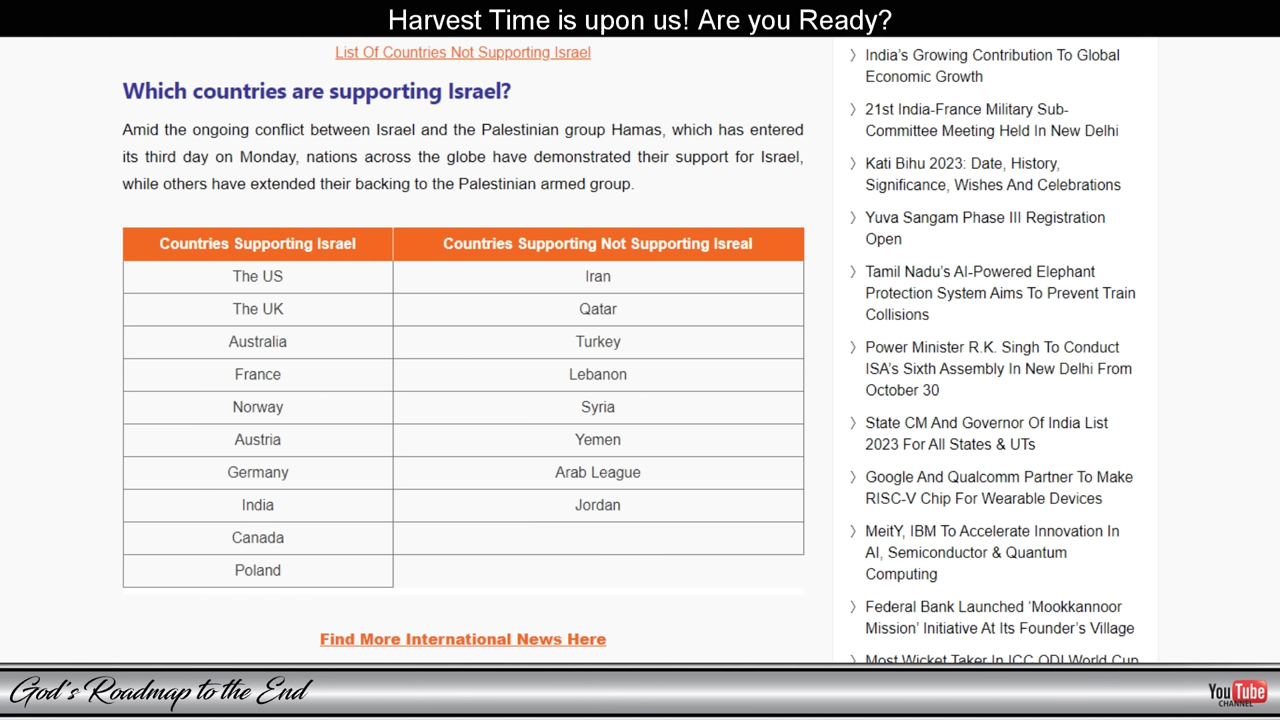 Harvest Time is upon us! Are you Ready?
List Of Countries Not Supporting Israel
Which countries are supporting Israel?
Amid the ongoing conflict between Israel and the Palestinian group Hamas, which has entered
its third day on Monday, nations across the globe have demonstrated their support for Israel,
while others have extended their backing to the Palestinian armed group.
Countries Supporting Israel Countries Supporting Not Supporting Isreal
The US Iran
The UK Qatar
Australia Turkey
France Lebanon
Norway Syria
Austria Yemen
Germany Arab League
India Jordan
Canada
Poland
Find More International News Here
India's Growing Contribution To Global
Economic Growth
21st India-France Military Sub-
Committee Meeting Held In New Delhi
Kati Bihu 2023: Date, History,
Significance, Wishes And Celebrations
Yuva Sangam Phase III Registration
Open
Tamil Nadu's AI-Powered Elephant
Protection System Aims To Prevent Train
Collisions
Power Minister R.K. Singh To Conduct
ISA's Sixth Assembly In New Delhi From
October 30
State CM And Governor Of India List
2023 For All States & UTs
Google And Qualcomm Partner To Make
RISC-V Chip For Wearable Devices
MeitY, IBM To Accelerate Innovation In
AI, Semiconductor & Quantum
Computing
Federal Bank Launched 'Mookkannoor
Mission' Initiative At Its Founder's Village
Most Wicket Taker In ICC ODI World Cup
God's Roadmap to the End
YouTube
CHANNEL